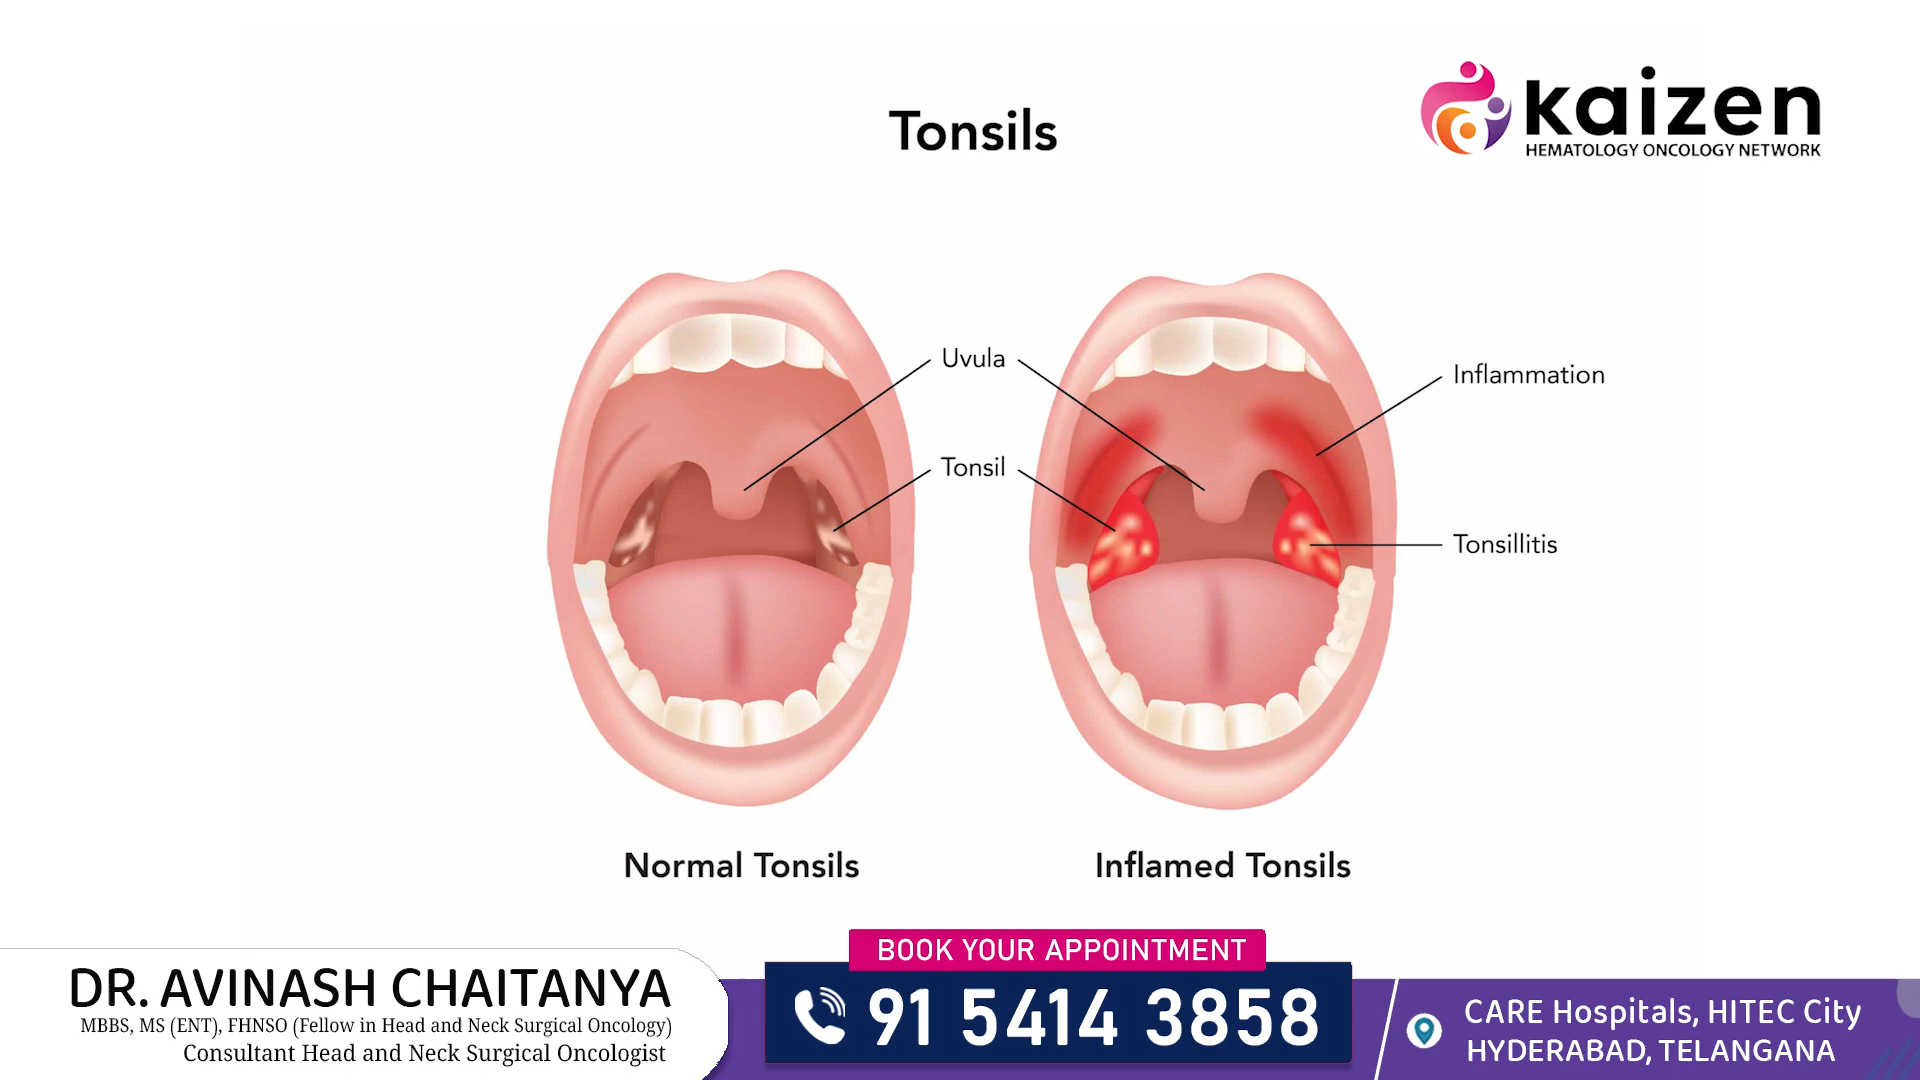 Tonsils
kaizen
HEMATOLOGY ONCOLOGY NETWORK
Uvula
Inflammation
Tonsil
Tonsillitis
Normal Tonsils
Inflamed Tonsils
BOOK YOUR APPOINTMENT
DR. AVINASH CHAITANYA
MBBS, MS (ENT), FHNSO (Fellow in Head and Neck Surgical Oncology)
Consultant Head and Neck Surgical Oncologist
91 5414 3858
CARE Hospitals, HITEC City
HYDERABAD, TELANGANA